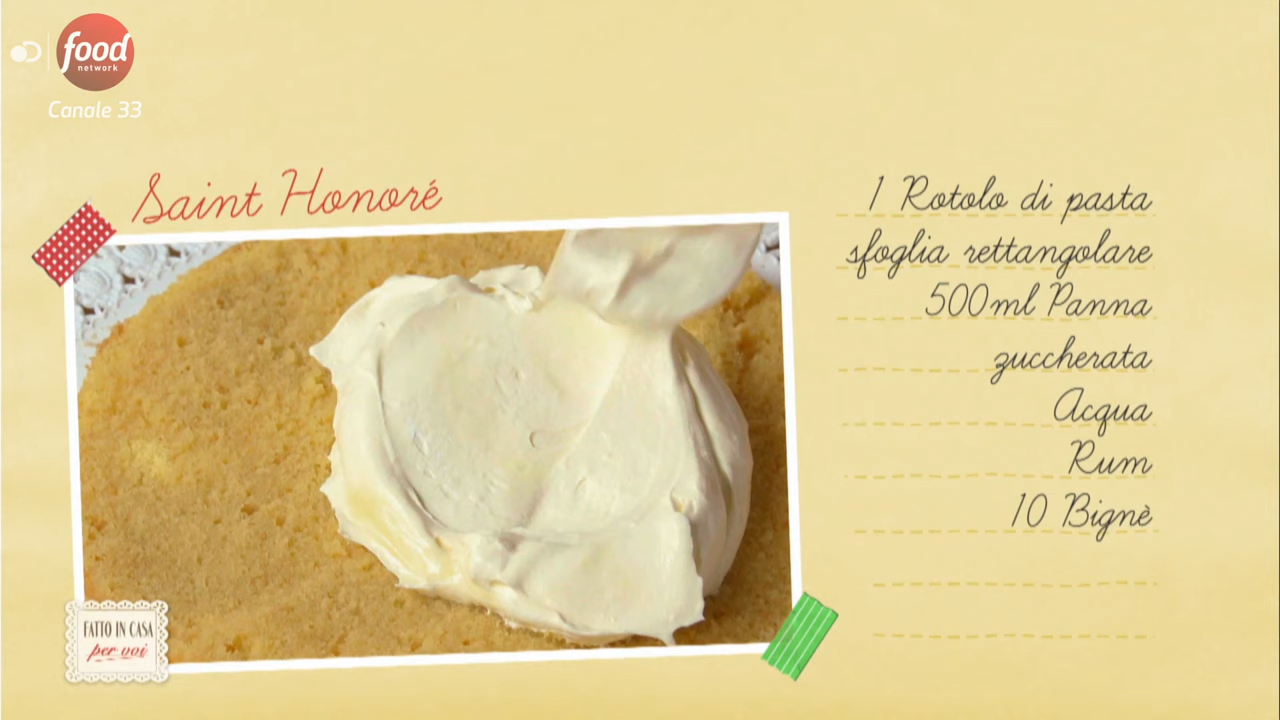 food
network
Canale 33
Saint Honoré
1 Rotolo di pasta
sfoglia rettangolare
500ml Panna
zuccherata
Acqua
Rum
10 Bignè
FATTO IN CASA
per voi